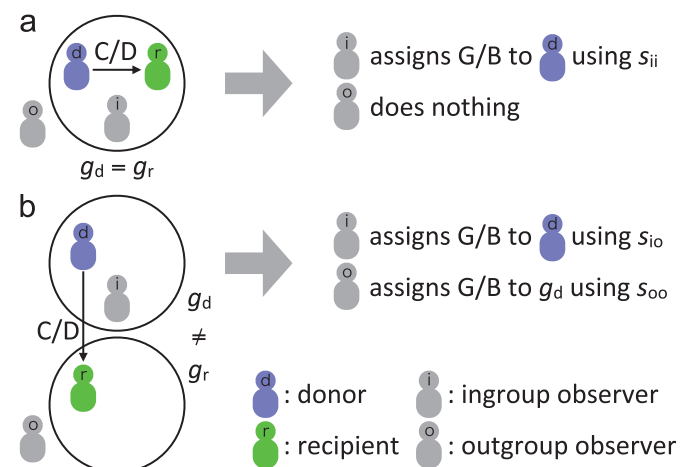 a
d C/D r
o
i
g_d = g_r
i assigns G/B to d using s_ii
o does nothing
b
d
i
g_d
C/D
≠
r
g_r
o
i assigns G/B to d using s_io
o assigns G/B to g_d using s_oo
d : donor
i : ingroup observer
r : recipient
o : outgroup observer